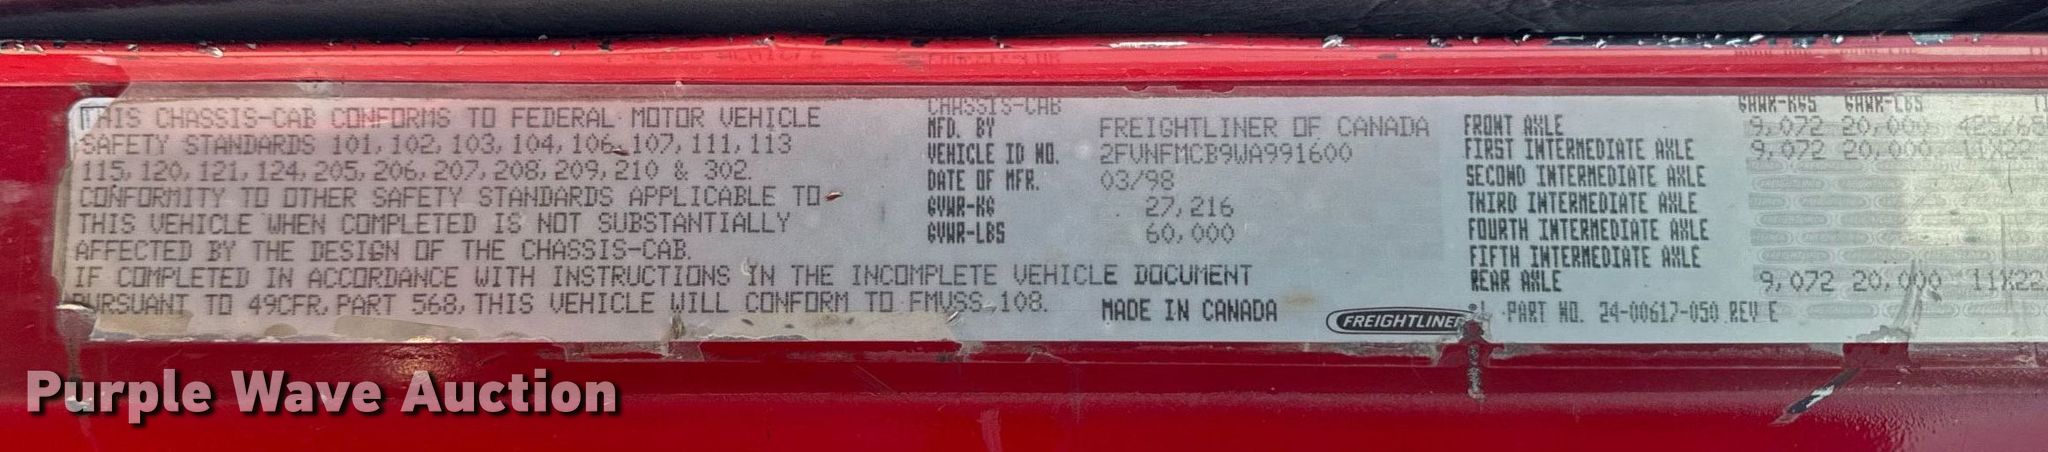 THIS CHASSIS-CAB CONFORMS TO FEDERAL MOTOR VEHICLE
SAFETY STANDARDS 101, 102, 103, 104, 106, 107, 111, 113
115, 120, 121, 124, 205, 206, 207, 208, 209, 210 & 302.
CONFORMITY TO OTHER SAFETY STANDARDS APPLICABLE TO
THIS VEHICLE WHEN COMPLETED IS NOT SUBSTANTIALLY
AFFECTED BY THE DESIGN OF THE CHASSIS-CAB.
IF COMPLETED IN ACCORDANCE WITH INSTRUCTIONS IN THE INCOMPLETE VEHICLE DOCUMENT
PURSUANT TO 49CFR, PART 568, THIS VEHICLE WILL CONFORM TO FMVSS 108.
CHASSIS-CAB
MFD. BY FREIGHTLINER OF CANADA
VEHICLE ID NO. 2FVNFMCB9WA991600
DATE OF MFR. 03/98
GVWR-KG 27,216
GVWR-LBS 60,000
MADE IN CANADA
FREIGHTLINER
GAWR-KGS GAWR-LBS
FRONT AXLE 9,072 20,000 425/65
FIRST INTERMEDIATE AXLE 9,072 20,000 11X22
SECOND INTERMEDIATE AXLE
THIRD INTERMEDIATE AXLE
FOURTH INTERMEDIATE AXLE
FIFTH INTERMEDIATE AXLE
REAR AXLE 9,072 20,000 11X22
PART NO. 24-00617-050 REV E
Purple Wave Auction